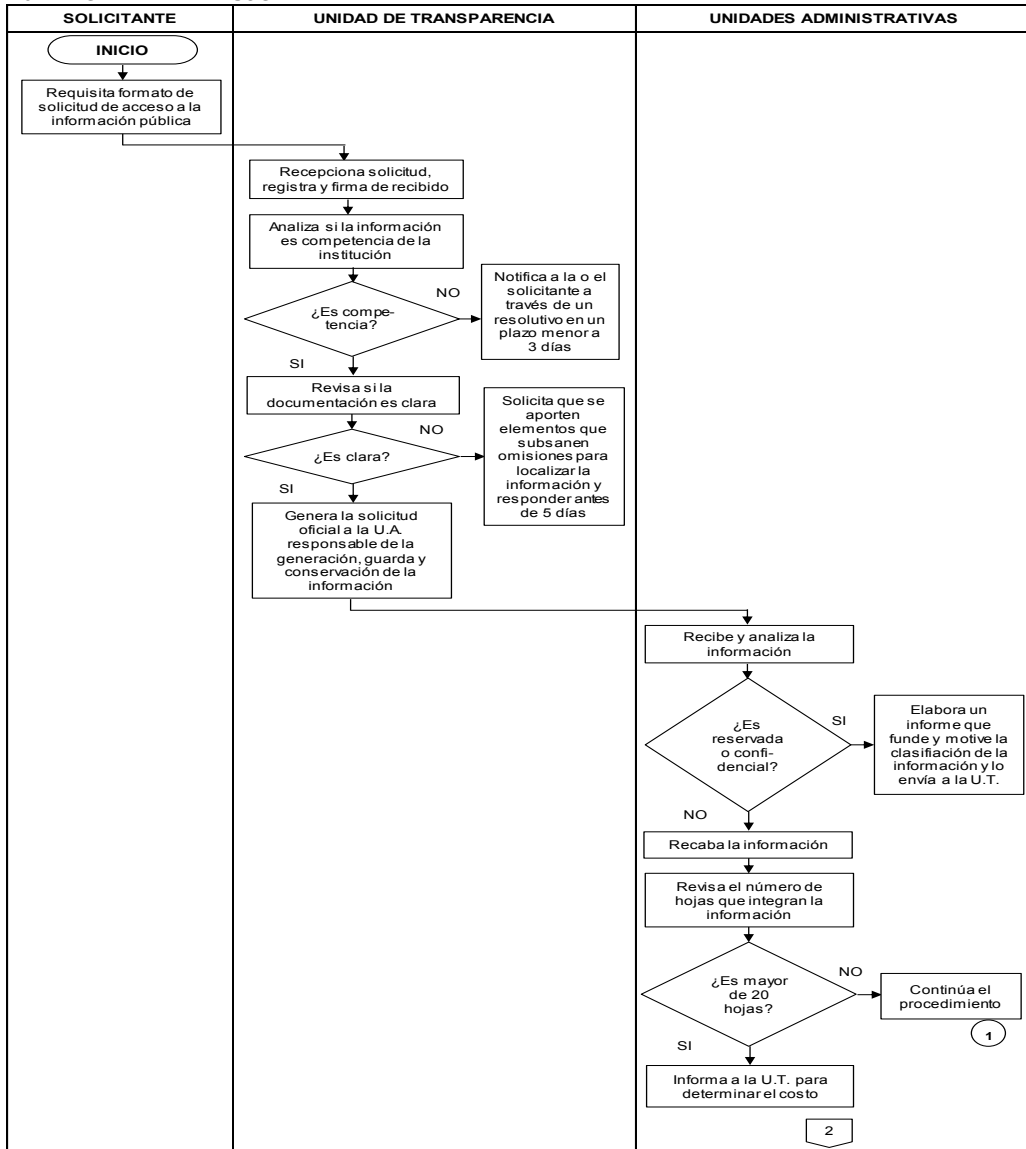 SOLICITANTE
UNIDAD DE TRANSPARENCIA
UNIDADES ADMINISTRATIVAS
INICIO
Requisita formato de
solicitud de acceso a la
información pública
Recepciona solicitud,
registra y firma de recibido
Analiza si la información
es competencia de la
institución
¿Es compe-
tencia?
NO
Notifica a la o el
solicitante a
través de un
resolutivo en un
plazo menor a
3 días
SI
Revisa si la
documentación es clara
¿Es clara?
NO
Solicita que se
aporten
elementos que
subsanen
omisiones para
localizar la
información y
responder antes
de 5 días
SI
Genera la solicitud
oficial a la U.A.
responsable de la
generación, guarda y
conservación de la
información
Recibe y analiza la
información
¿Es
reservada
o confi-
dencial?
SI
Elabora un
informe que
funde y motive la
clasifiación de la
información y lo
envía a la U.T.
NO
Recaba la información
Revisa el número de
hojas que integran la
información
¿Es mayor
de 20
hojas?
NO
Continúa el
procedimiento
1
SI
Informa a la U.T. para
determinar el costo
2